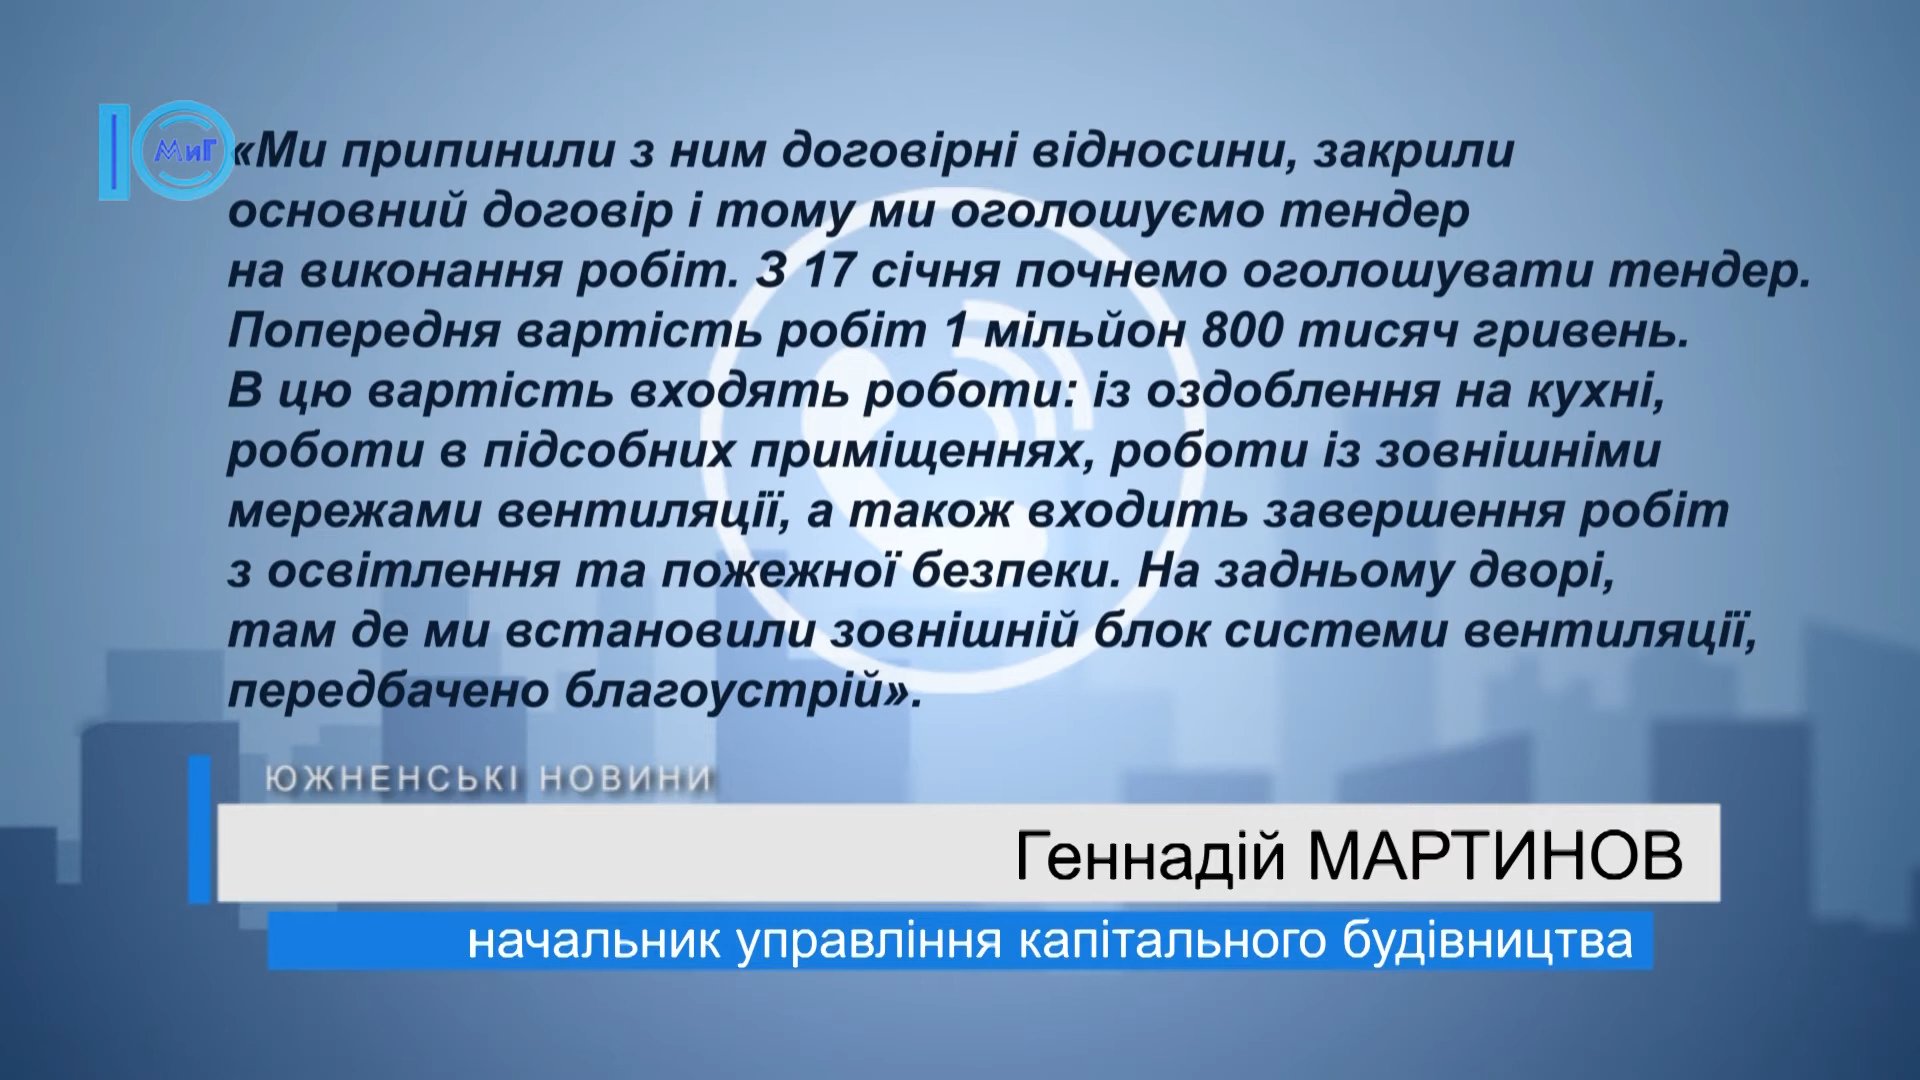 МиГ
«Ми припинили з ним договірні відносини, закрили
основний договір і тому ми оголошуємо тендер
на виконання робіт. З 17 січня почнемо оголошувати тендер.
Попередня вартість робіт 1 мільйон 800 тисяч гривень.
В цю вартість входять роботи: із оздоблення на кухні,
роботи в підсобних приміщеннях, роботи із зовнішніми
мережами вентиляції, а також входить завершення робіт
з освітлення та пожежної безпеки. На задньому дворі,
там де ми встановили зовнішній блок системи вентиляції,
передбачено благоустрій».
ЮЖНЕНСЬКІ НОВИНИ
Геннадій МАРТИНОВ
начальник управління капітального будівництва